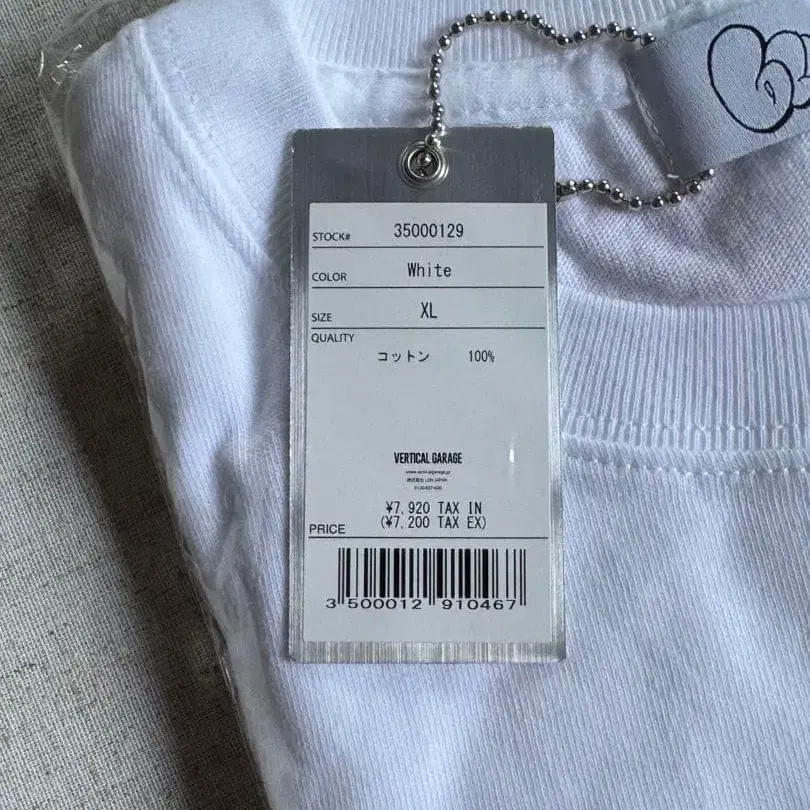 STOCK# 35000129
COLOR White
SIZE XL
QUALITY
コットン 100%
VERTICAL GARAGE
¥7,920 TAX IN
(¥7,200 TAX EX)
PRICE
3 500012 910467